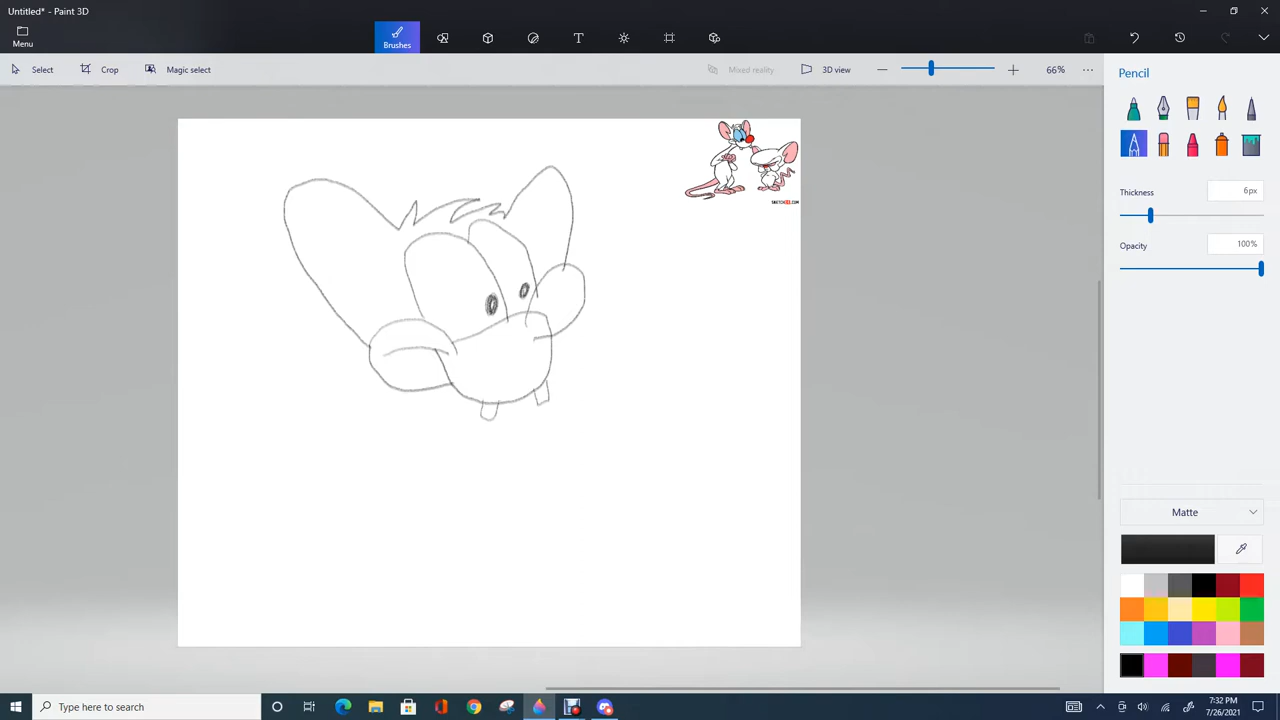 Untitled* - Paint 3D
Menu
Brushes
Select
Crop
Magic select
Mixed reality
3D view
66%
Pencil
Thickness
6px
Opacity
100%
Matte
Type here to search
7:32 PM
7/26/2021